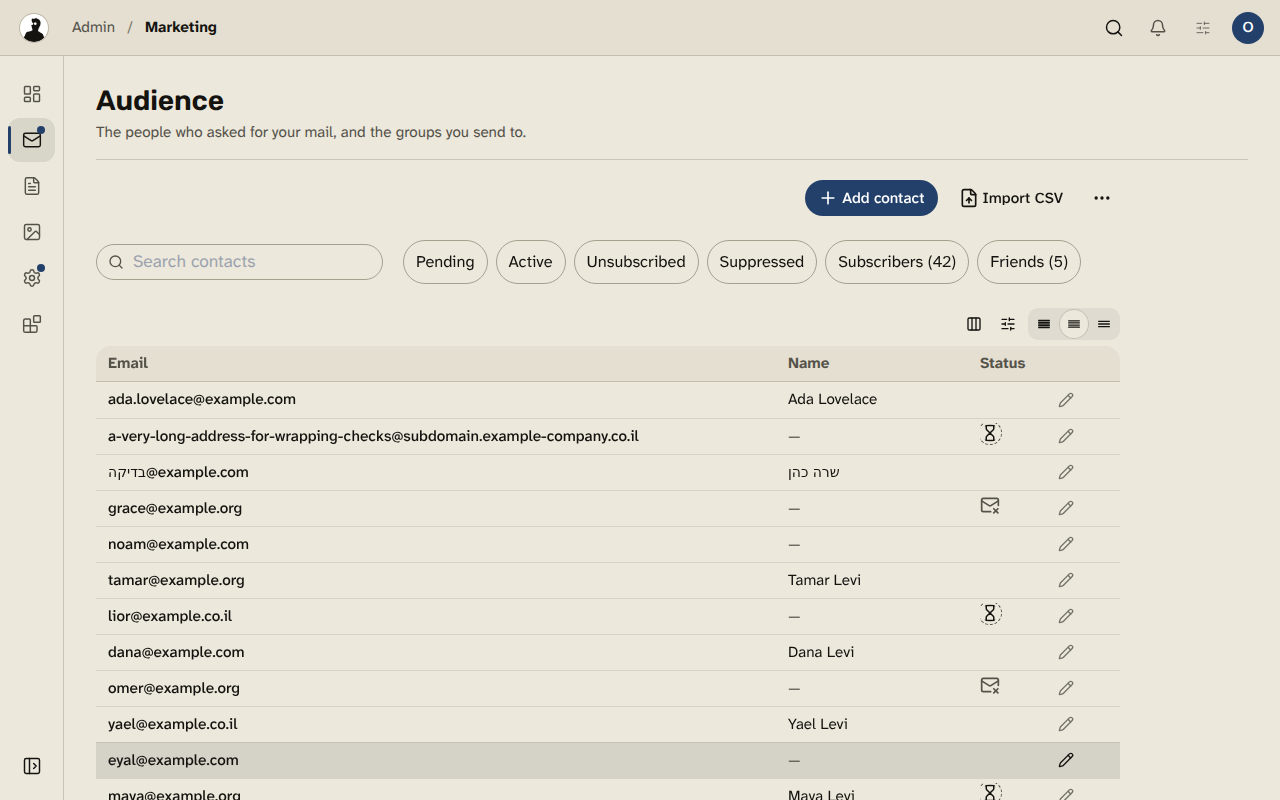 Admin / Marketing
O
Audience
The people who asked for your mail, and the groups you send to.
Add contact
Import CSV
Search contacts
Pending
Active
Unsubscribed
Suppressed
Subscribers (42)
Friends (5)
Email Name Status
ada.lovelace@example.com Ada Lovelace
a-very-long-address-for-wrapping-checks@subdomain.example-company.co.il —
בדיקה@example.com שרה כהן
grace@example.org —
noam@example.com —
tamar@example.org Tamar Levi
lior@example.co.il —
dana@example.com Dana Levi
omer@example.org —
yael@example.co.il Yael Levi
eyal@example.com —
maya@example.org Maya Levi